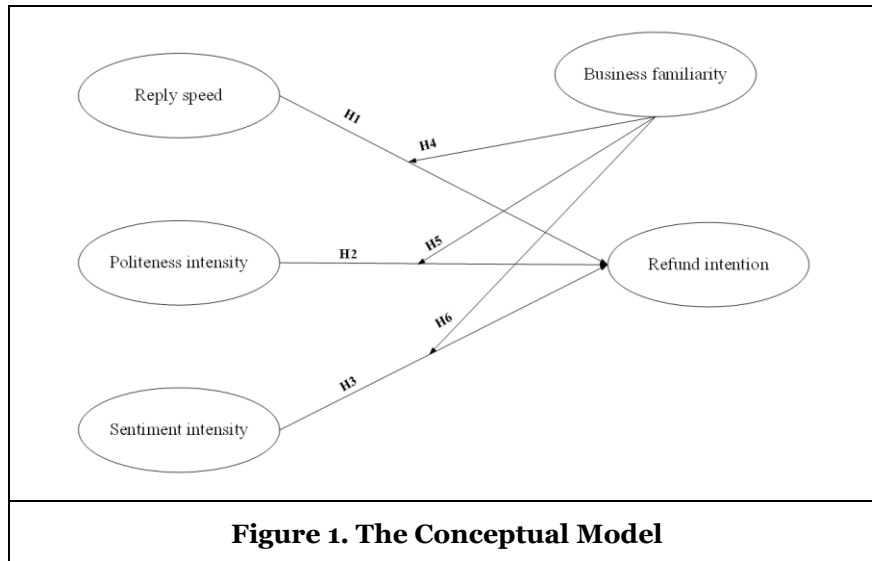 Business familiarity
Reply speed
H1
H4
Politeness intensity
H2
H5
Refund intention
H6
H3
Sentiment intensity
Figure 1. The Conceptual Model